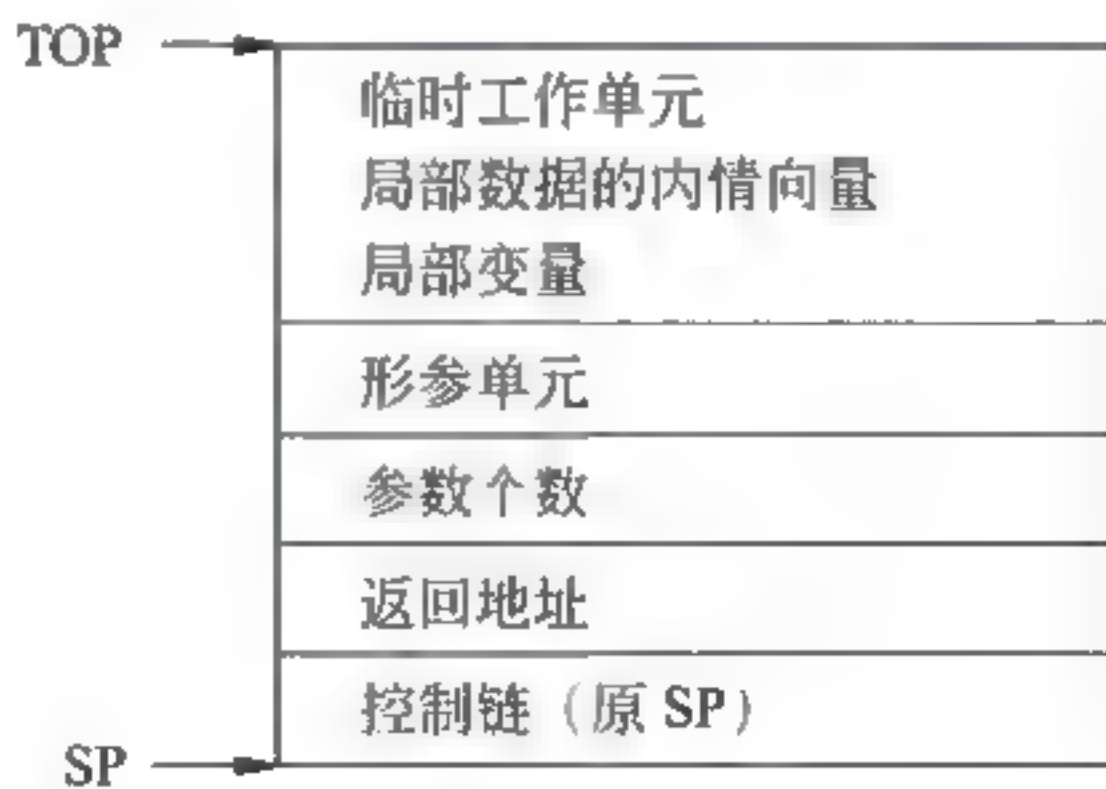 TOP
临时工作单元
局部数据的内情向量
局部变量
形参单元
参数个数
返回地址
控制链（原 SP）
SP